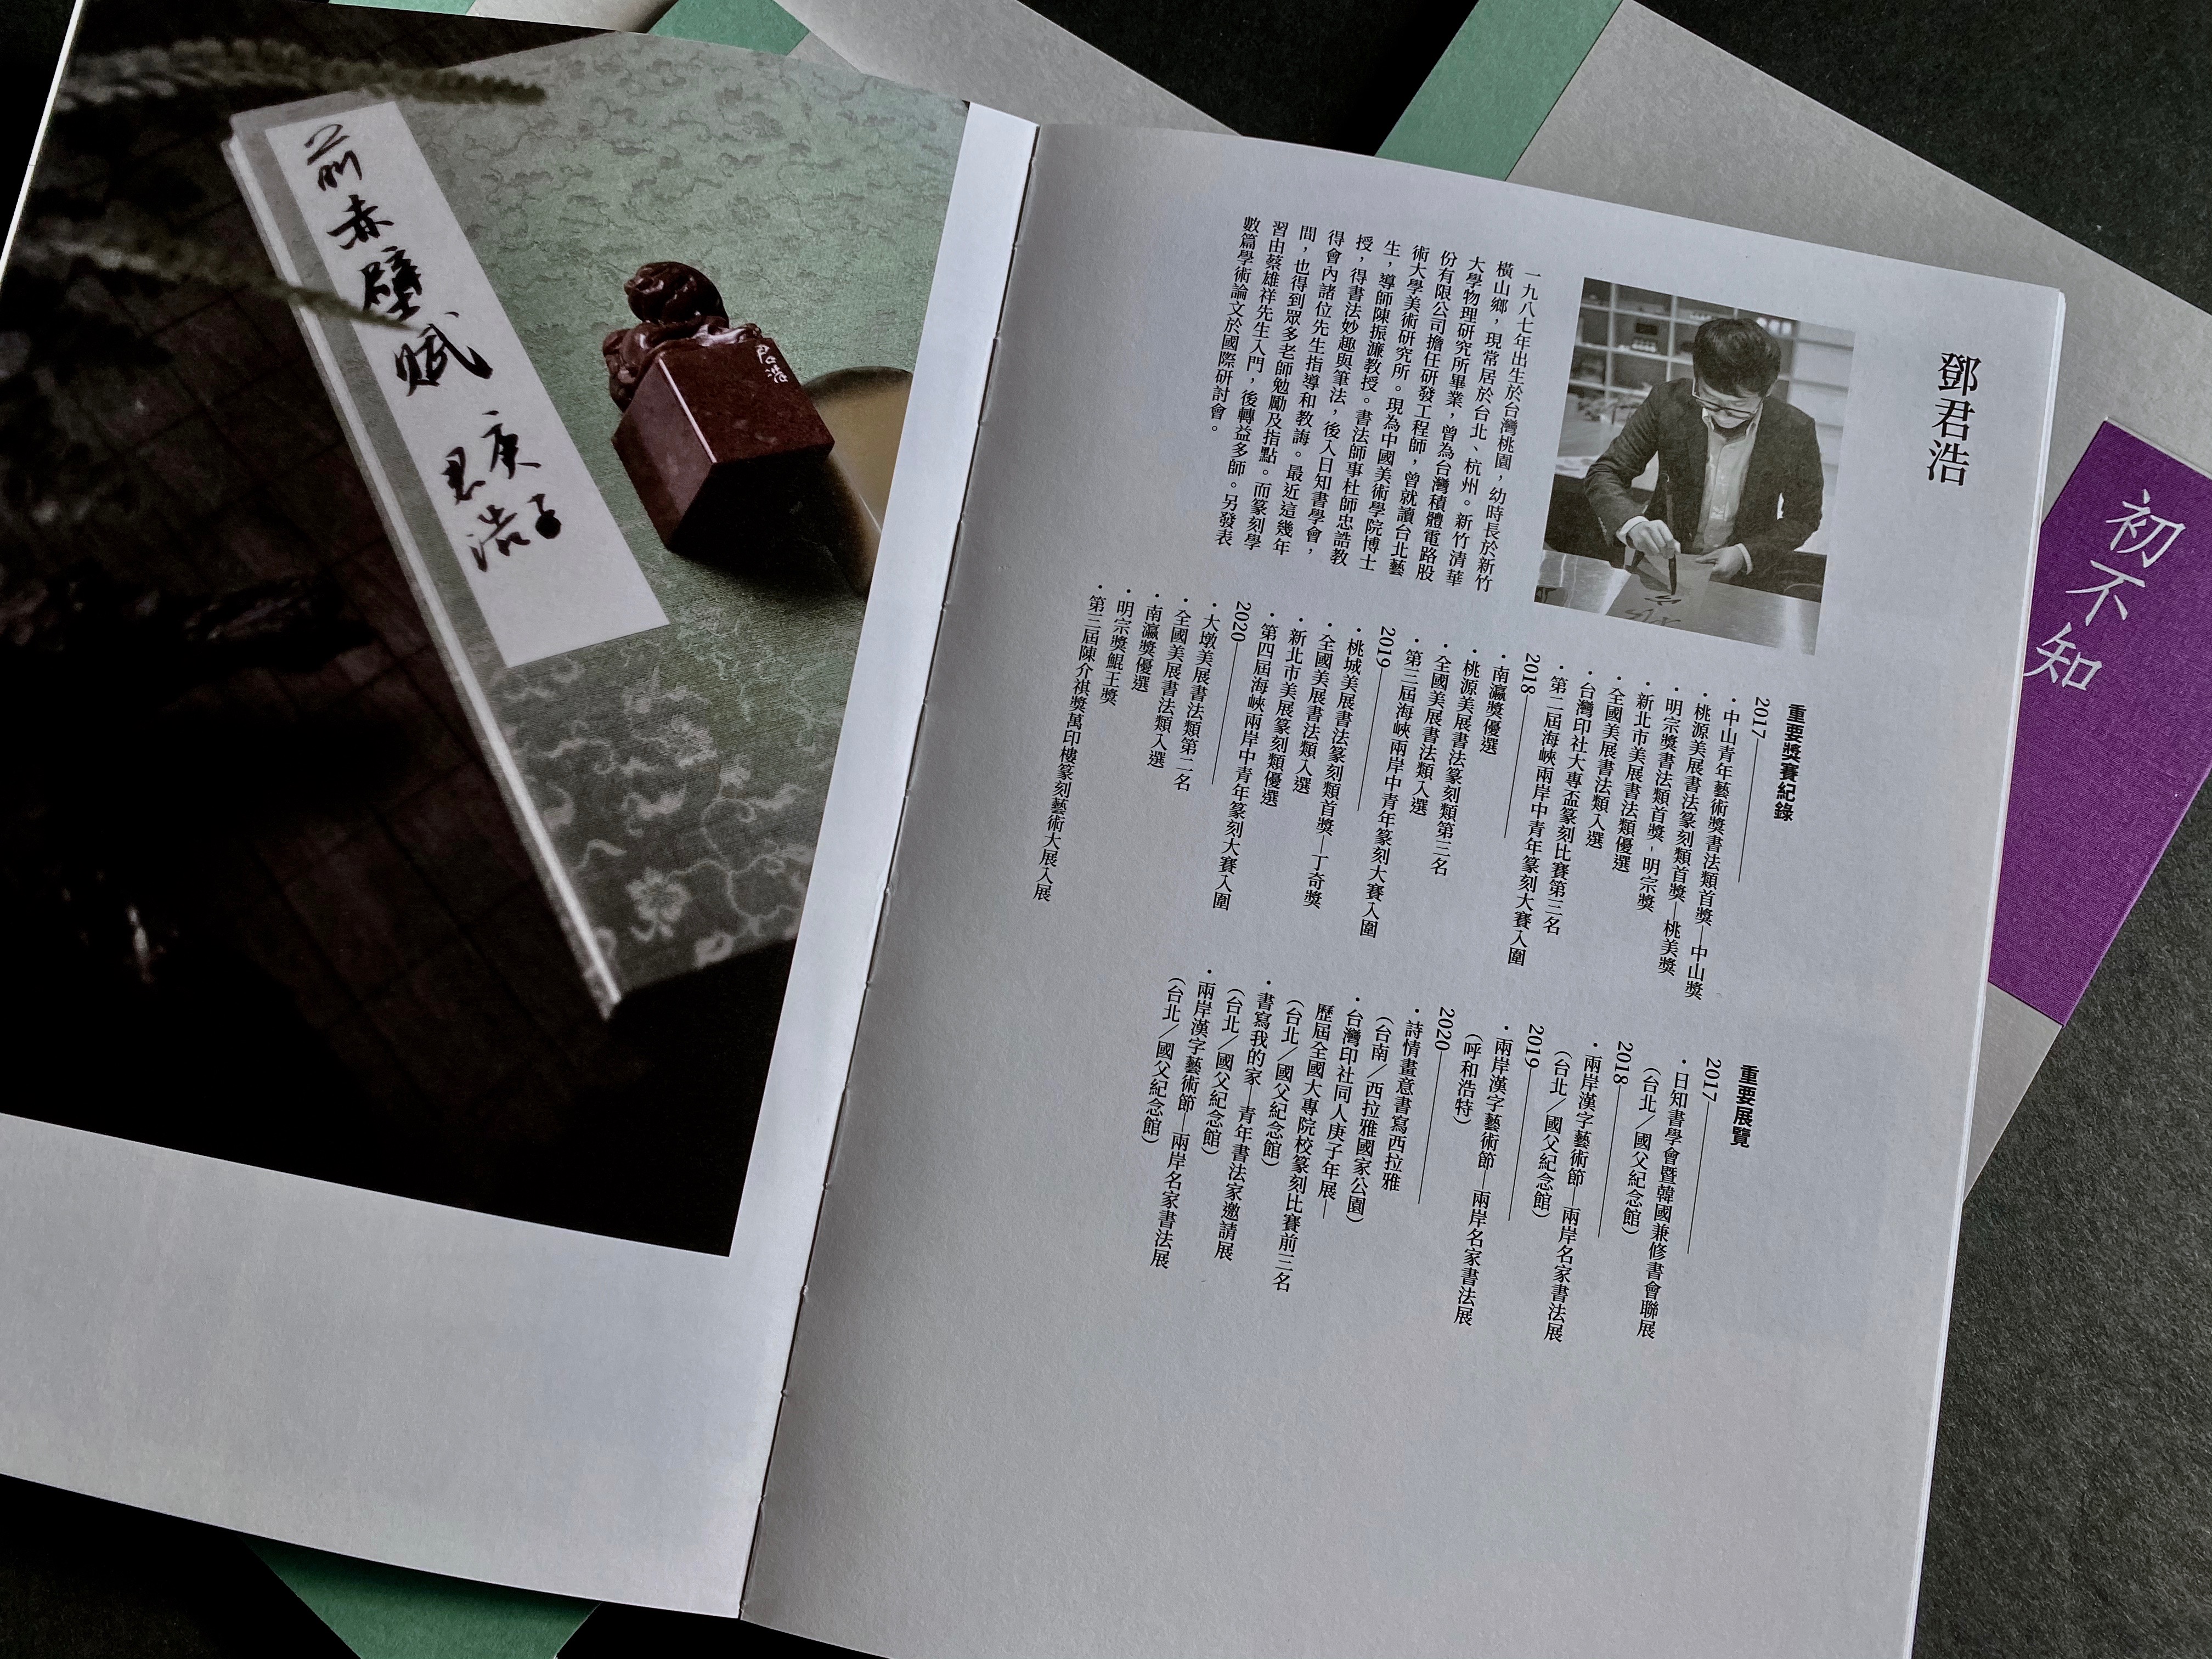 鄧君浩
一九八七年出生於台灣桃園，幼時長於新竹
橫山鄉，現常居於台北、杭州。新竹清華
大學物理研究所畢業，曾為台灣積體電路股
份有限公司擔任研發工程師，曾就讀台北藝
術大學美術研究所。現為中國美術學院博士
生，導師陳振濂教授。書法師事杜師忠誥教
授，得書法妙趣與筆法，後入日知書學會，
得會內諸位先生指導和教誨。最近這幾年
間，也得到眾多老師勉勵及指點。而篆刻學
習由蔡雄祥先生入門，後轉益多師。另發表
數篇學術論文於國際研討會。
重要獎賽紀錄
2017
・中山青年藝術獎書法類首獎—中山獎
・桃源美展書法篆刻類首獎—桃美獎
・明宗獎書法類首獎-明宗獎
・新北市美展書法類優選
・全國美展書法類入選
・台灣印社大專盃篆刻比賽第三名
・第二屆海峽兩岸中青年篆刻大賽入圍
2018
・南瀛獎優選
・桃源美展書法篆刻類第三名
・全國美展書法類入選
・第三屆海峽兩岸中青年篆刻大賽入圍
2019
・桃城美展書法篆刻類首獎—丁奇獎
・全國美展書法類入選
・新北市美展篆刻類優選
・第四屆海峽兩岸中青年篆刻大賽入圍
2020
・大墩美展書法類第二名
・全國美展書法類入選
・南瀛獎優選
・明宗獎鯤王獎
・第三屆陳介祺獎萬印樓篆刻藝術大展入展
重要展覽
2017
・日知書學會暨韓國兼修書會聯展
（台北／國父紀念館）
2018
・兩岸漢字藝術節—兩岸名家書法展
（台北／國父紀念館）
2019
・兩岸漢字藝術節—兩岸名家書法展
（呼和浩特）
2020
・詩情畫意書寫西拉雅
（台南／西拉雅國家公園）
・台灣印社同人庚子年展—
歷屆全國大專院校篆刻比賽前三名
（台北／國父紀念館）
・書寫我的家—青年書法家邀請展
（台北／國父紀念館）
・兩岸漢字藝術節—兩岸名家書法展
（台北／國父紀念館）
前赤壁賦
庚子
君浩
君浩
初不知